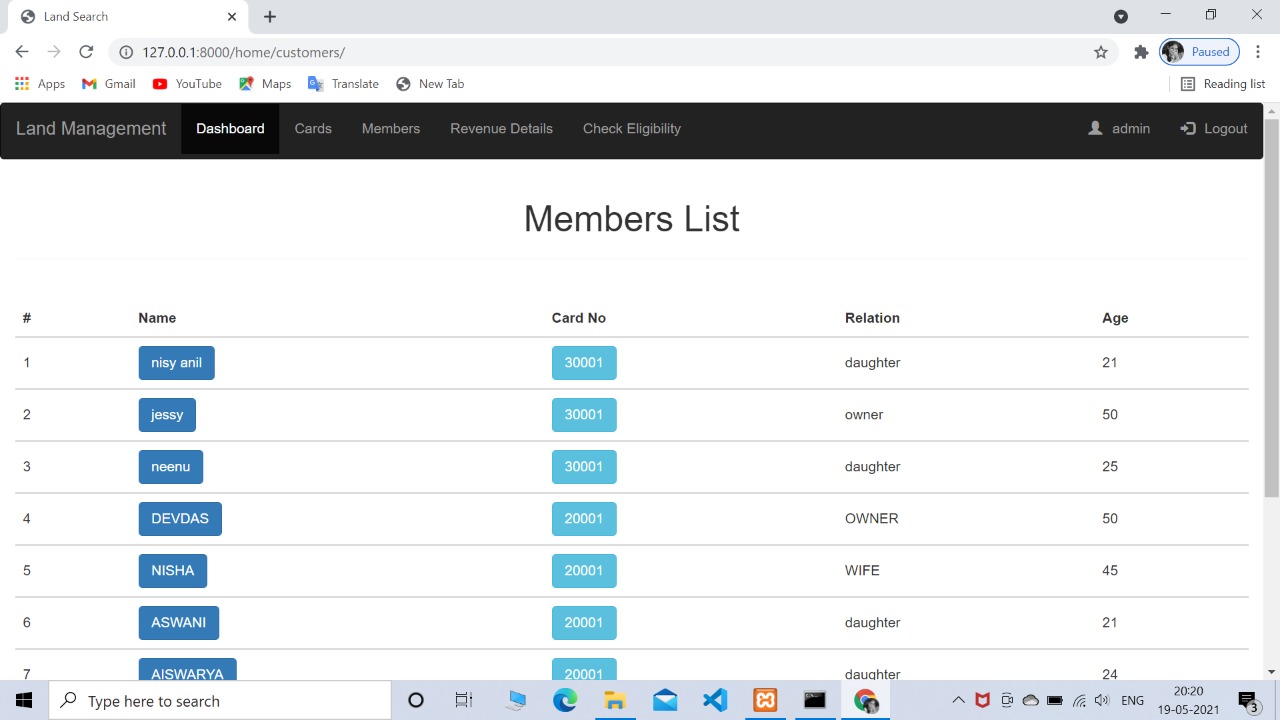 Land Search
127.0.0.1:8000/home/customers/
Paused
Apps Gmail YouTube Maps Translate New Tab Reading list
Land Management Dashboard Cards Members Revenue Details Check Eligibility admin Logout
Members List
# Name Card No Relation Age
1 nisy anil 30001 daughter 21
2 jessy 30001 owner 50
3 neenu 30001 daughter 25
4 DEVDAS 20001 OWNER 50
5 NISHA 20001 WIFE 45
6 ASWANI 20001 daughter 21
7 AISWARYA 20001 daughter 24
Type here to search ENG 20:20
19-05-2021 3